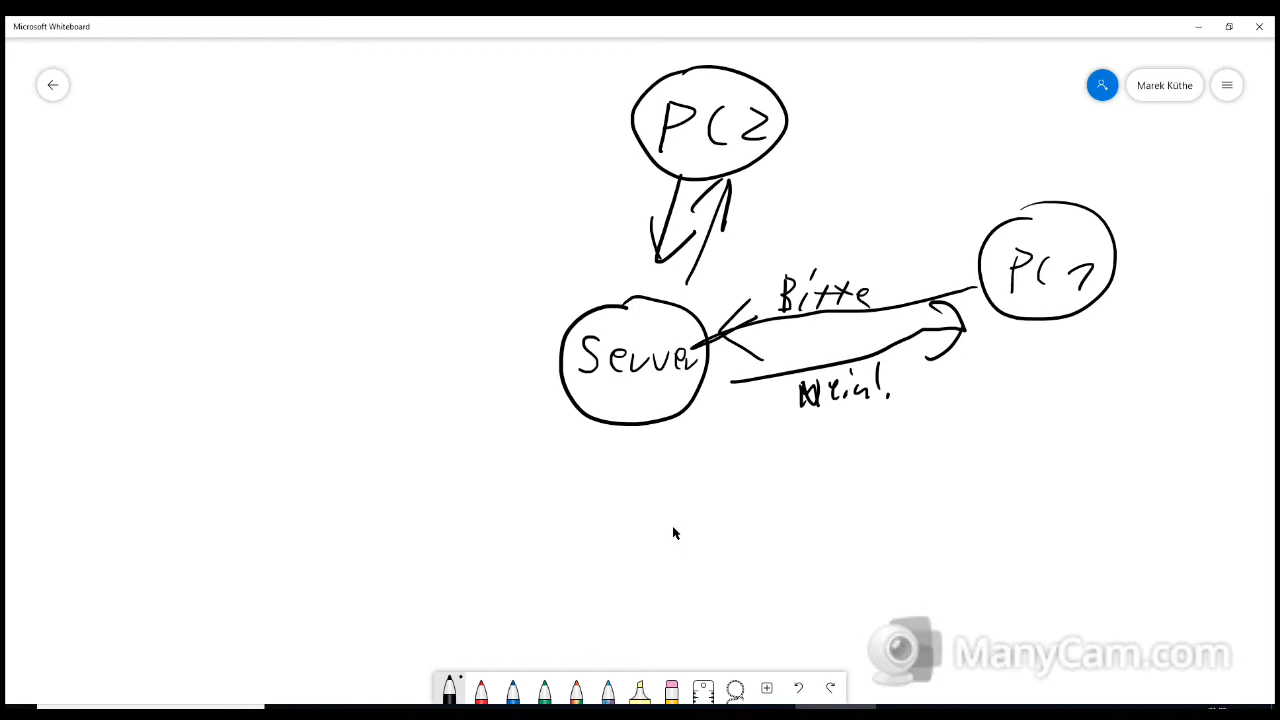 Microsoft Whiteboard
Marek Küthe
PC2
PC1
Bitte
Server
Nein!
ManyCam.com